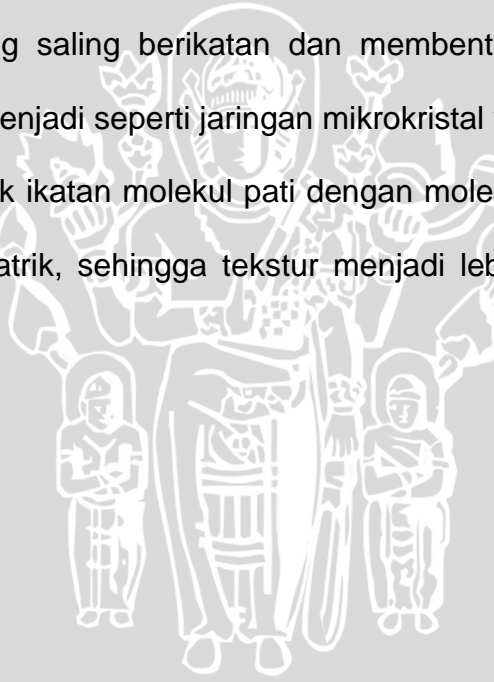 g saling berikatan dan membent
enjadi seperti jaringan mikrokristal
k ikatan molekul pati dengan mole
atrik, sehingga tekstur menjadi leb